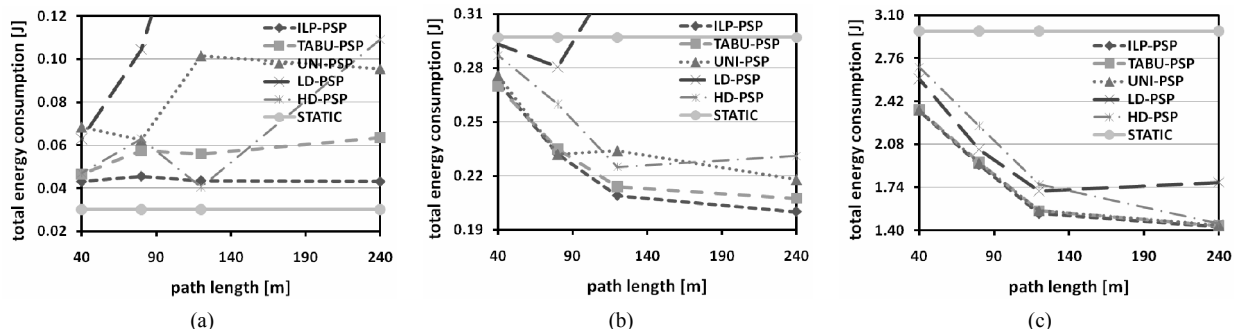 total energy consumption [J]
0.12
0.10
0.08
0.06
0.04
0.02
40
90
140
190
240
path length [m]
ILP-PSP
TABU-PSP
UNI-PSP
LD-PSP
HD-PSP
STATIC
(a)
total energy consumption [J]
0.31
0.28
0.25
0.22
0.19
40
90
140
190
240
path length [m]
ILP-PSP
TABU-PSP
UNI-PSP
LD-PSP
HD-PSP
STATIC
(b)
total energy consumption [J]
3.10
2.76
2.42
2.08
1.74
1.40
40
90
140
190
240
path length [m]
ILP-PSP
TABU-PSP
UNI-PSP
LD-PSP
HD-PSP
STATIC
(c)